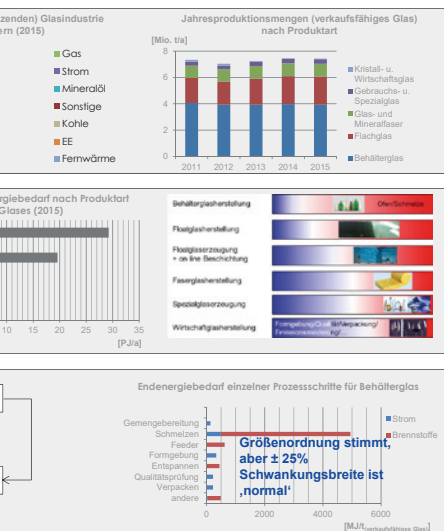 zenden) Glasindustrie
ern (2015)
Gas
Strom
Mineralöl
Sonstige
Kohle
EE
Fernwärme
Jahresproduktionsmengen (verkaufsfähiges Glas)
nach Produktart
[Mio. t/a]
8
6
4
2
0
2011 2012 2013 2014 2015
Kristall- u.
Wirtschaftsglas
Gebrauchs- u.
Spezialglas
Glas- und
Mineralfaser
Flachglas
Behälterglas
ergiebedarf nach Produktart
Glases (2015)
10 15 20 25 30 35
[PJ/a]
Behälterglasherstellung
Ofen/Schmelze
Floatglasherstellung
Floatglaserzeugung
+ on line Beschichtung
Faserglasherstellung
Spezialglaserzeugung
Wirtschaftglasherstellung
Endenergiebedarf einzelner Prozessschritte für Behälterglas
Gemengebereitung
Schmelzen
Feeder
Formgebung
Entspannen
Qualitätsprüfung
Verpacken
andere
0 2000 4000 6000
Strom
Brennstoffe
Größenordnung stimmt,
aber ± 25%
Schwankungsbreite ist
‚normal‘
[MJ/t(verkaufsfähiges Glas)]